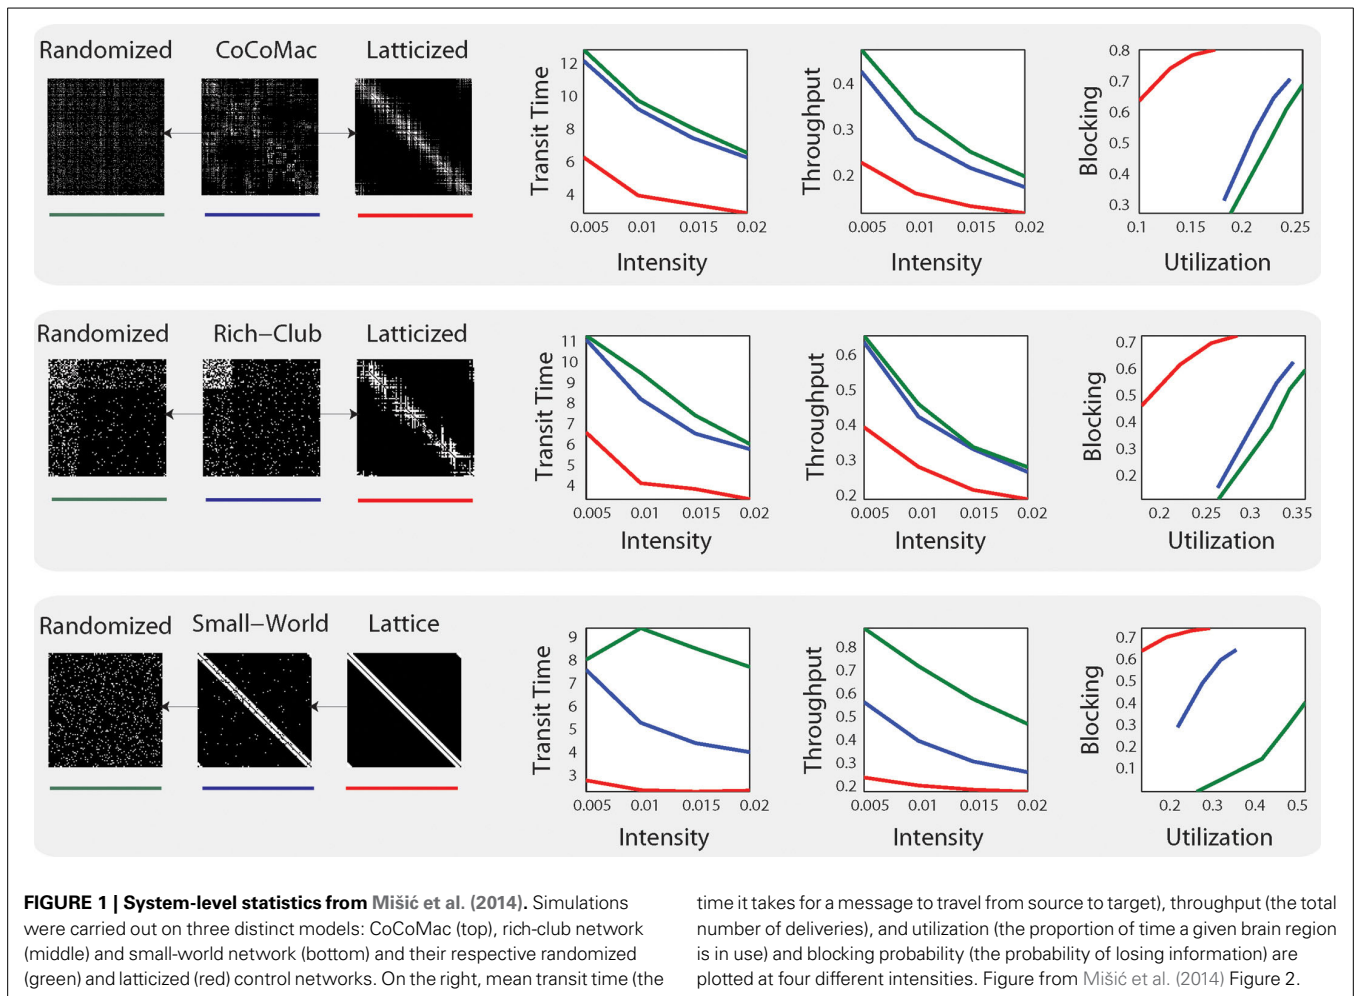 Randomized CoCoMac Latticized
12
10
8
6
4
Transit Time
0.005 0.01 0.015 0.02
Intensity
0.4
0.3
0.2
Throughput
0.005 0.01 0.015 0.02
Intensity
0.8
0.7
0.6
0.5
0.4
0.3
Blocking
0.1 0.15 0.2 0.25
Utilization
Randomized Rich–Club Latticized
11
10
9
8
7
6
5
4
Transit Time
0.005 0.01 0.015 0.02
Intensity
0.6
0.5
0.4
0.3
0.2
Throughput
0.005 0.01 0.015 0.02
Intensity
0.7
0.6
0.5
0.4
0.3
0.2
Blocking
0.2 0.25 0.3 0.35
Utilization
Randomized Small–World Lattice
9
8
7
6
5
4
3
Transit Time
0.005 0.01 0.015 0.02
Intensity
0.8
0.7
0.6
0.5
0.4
0.3
0.2
Throughput
0.005 0.01 0.015 0.02
Intensity
0.7
0.6
0.5
0.4
0.3
0.2
0.1
Blocking
0.2 0.3 0.4 0.5
Utilization
FIGURE 1 | System-level statistics from Mišić et al. (2014). Simulations
were carried out on three distinct models: CoCoMac (top), rich-club network
(middle) and small-world network (bottom) and their respective randomized
(green) and latticized (red) control networks. On the right, mean transit time (the
time it takes for a message to travel from source to target), throughput (the total
number of deliveries), and utilization (the proportion of time a given brain region
is in use) and blocking probability (the probability of losing information) are
plotted at four different intensities. Figure from Mišić et al. (2014) Figure 2.